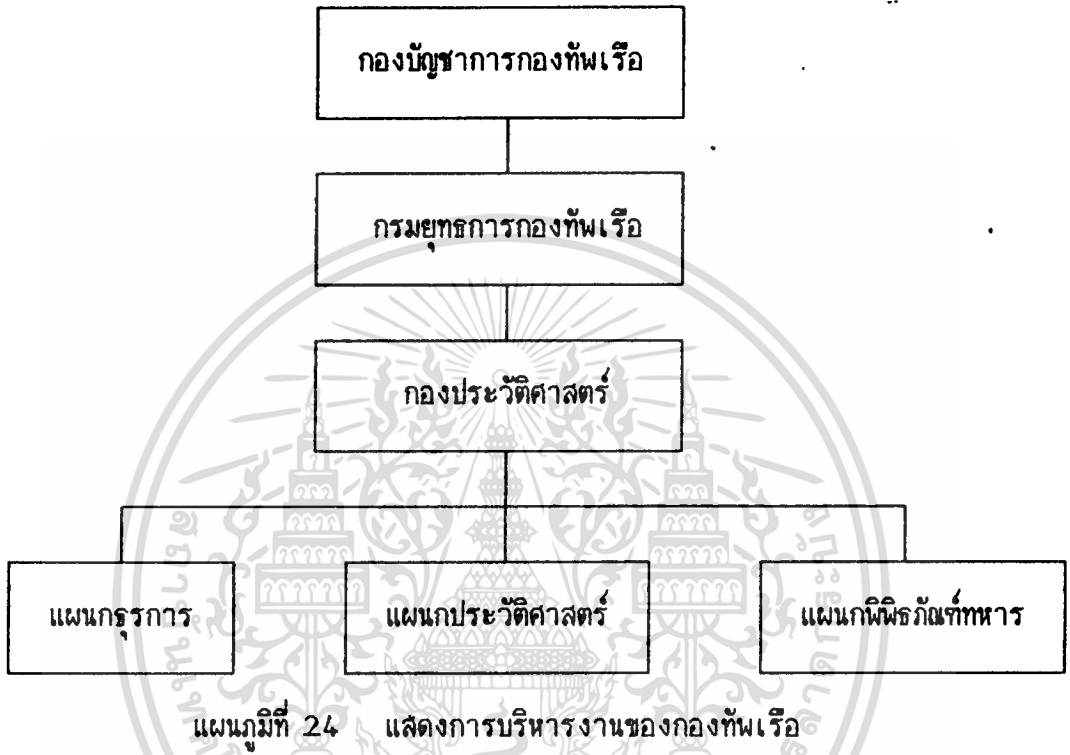 กองบัญชาการกองทัพเรือ
กรมยุทธการกองทัพเรือ
กองประวัติศาสตร์
แผนกธุรการ
แผนกประวัติศาสตร์
แผนกพิพิธภัณฑ์ทหาร
แผนภูมิที่ 24 แสดงการบริหารงานของกองทัพเรือ